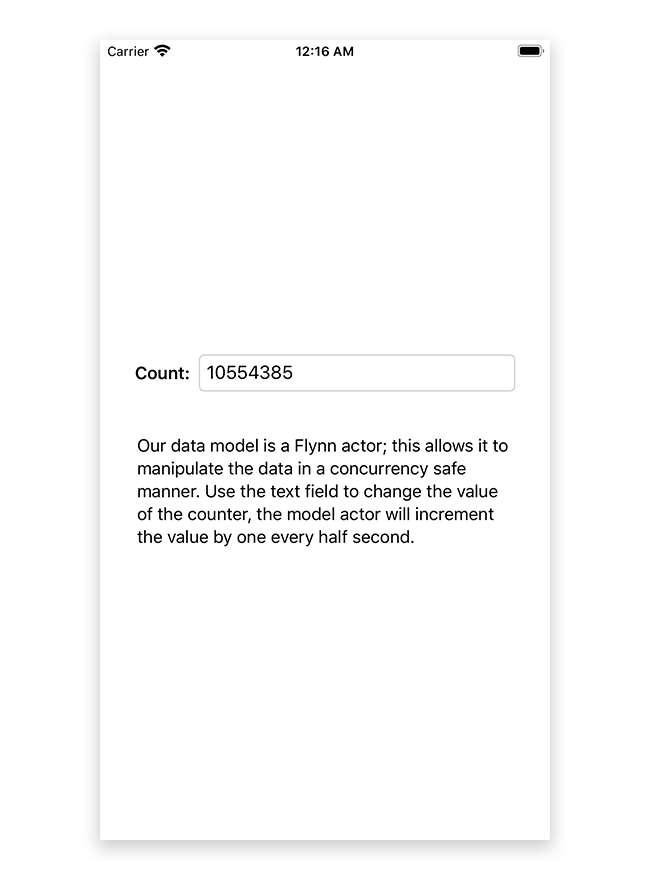 Carrier 12:16 AM
Count: 10554385
Our data model is a Flynn actor; this allows it to
manipulate the data in a concurrency safe
manner. Use the text field to change the value
of the counter, the model actor will increment
the value by one every half second.